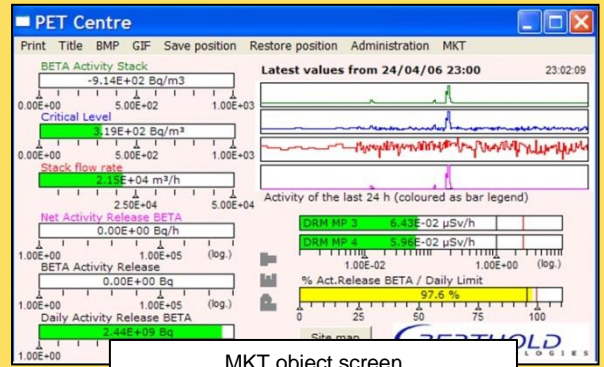 PET Centre
Print Title BMP GIF Save position Restore position Administration MKT
BETA Activity Stack
-9.14E+02 Bq/m3
0.00E+00 5.00E+02 1.00E+03
Critical Level
3.19E+02 Bq/m³
0.00E+00 5.00E+02 1.00E+03
Stack flow rate
2.15E+04 m³/h
2.50E+04 5.00E+04
Net Activity Release BETA
0.00E+00 Bq/h
1.00E+00 1.00E+05 (log.)
BETA Activity Release
0.00E+00 Bq
1.00E+00 1.00E+05 (log.)
Daily Activity Release BETA
2.44E+09 Bq
1.00E+00
Latest values from 24/04/06 23:00 23:02:09
Activity of the last 24 h (coloured as bar legend)
PET
DRM MP 3 6.43E-02 µSv/h
DRM MP 4 5.96E-02 µSv/h
1.00E-02 1.00E+00 (log.)
% Act.Release BETA / Daily Limit
97.6 %
0 25 50 75 100
Site map
BERTHOLD
LOGIES
MKT object screen